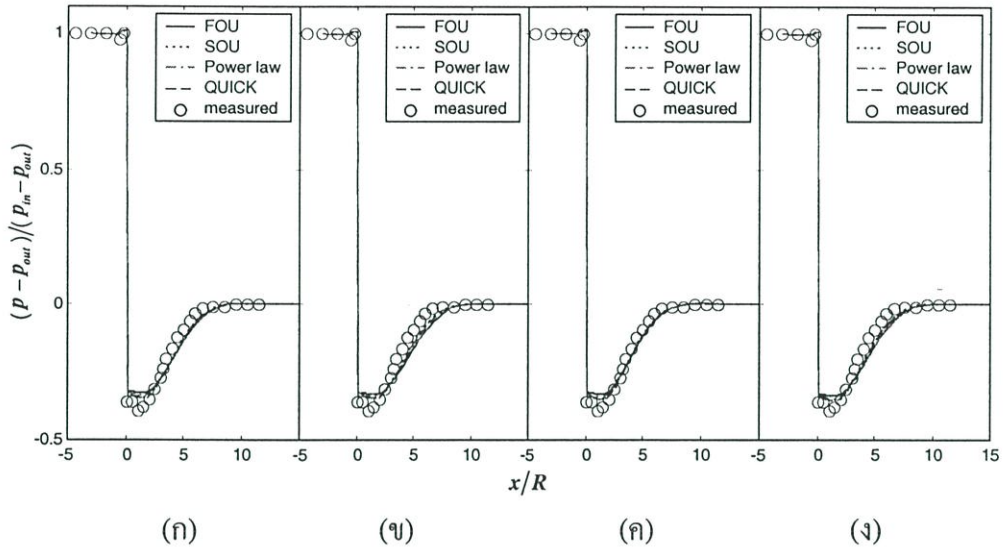 FOU
SOU
Power law
QUICK
measured
FOU
SOU
Power law
QUICK
measured
FOU
SOU
Power law
QUICK
measured
FOU
SOU
Power law
QUICK
measured
1
0.5
0
-0.5
(p − p_out)/(p_in − p_out)
-5 0 5 10 -5 0 5 10 -5 0 5 10 -5 0 5 10 15
x/R
(ก) (ข) (ค) (ง)